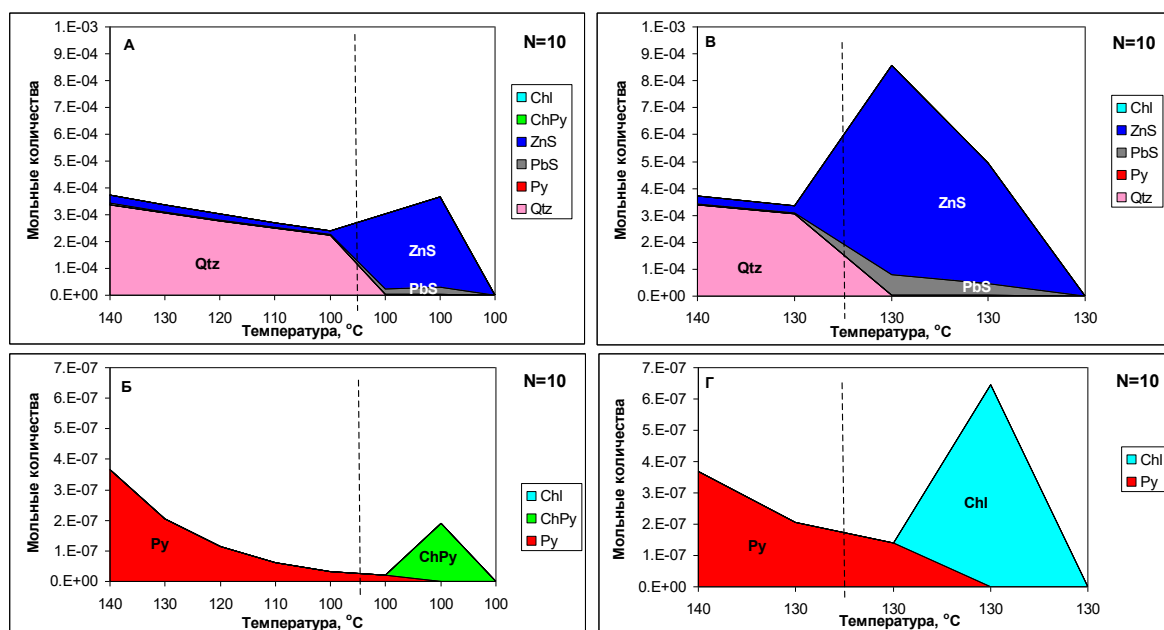 А
N=10
Мольные количества
1.E-03
9.E-04
8.E-04
7.E-04
6.E-04
5.E-04
4.E-04
3.E-04
2.E-04
1.E-04
0.E+00
Qtz
ZnS
PbS
140 130 120 110 100 100 100 100
Температура, °C
Chl
ChPy
ZnS
PbS
Py
Qtz
В
N=10
Мольные количества
1.E-03
9.E-04
8.E-04
7.E-04
6.E-04
5.E-04
4.E-04
3.E-04
2.E-04
1.E-04
0.E+00
Qtz
ZnS
PbS
140 130 130 130 130
Температура, °C
Chl
ZnS
PbS
Py
Qtz
Б
N=10
Мольные количества
7.E-07
6.E-07
5.E-07
4.E-07
3.E-07
2.E-07
1.E-07
0.E+00
Py
ChPy
140 130 120 110 100 100 100 100
Температура, °C
Chl
ChPy
Py
Г
N=10
Мольные количества
7.E-07
6.E-07
5.E-07
4.E-07
3.E-07
2.E-07
1.E-07
0.E+00
Py
Chl
140 130 130 130 130
Температура, °C
Chl
Py